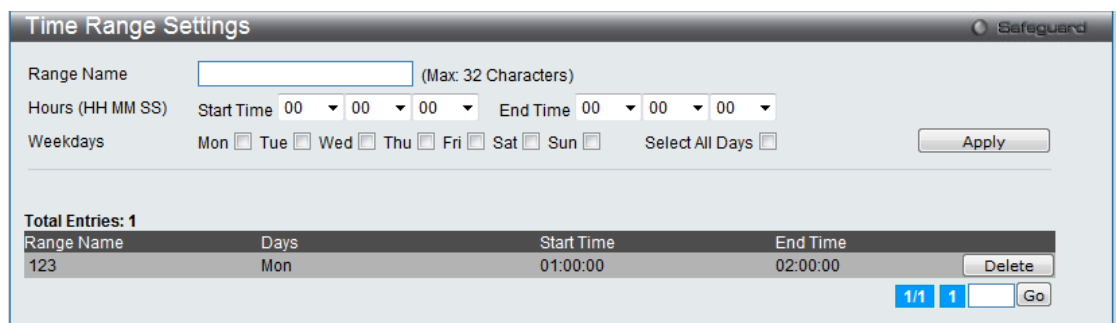 Time Range Settings Safeguard
Range Name (Max: 32 Characters)
Hours (HH MM SS) Start Time 00 00 00 End Time 00 00 00
Weekdays Mon Tue Wed Thu Fri Sat Sun Select All Days Apply
Total Entries: 1
Range Name Days Start Time End Time
123 Mon 01:00:00 02:00:00 Delete
1/1 1 Go